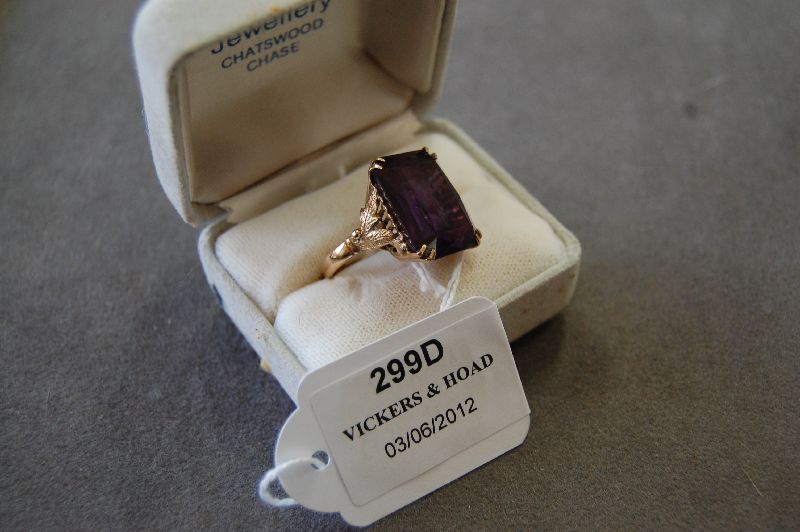 Jewellery
CHATSWOOD
CHASE
299D
VICKERS & HOAD
03/06/2012